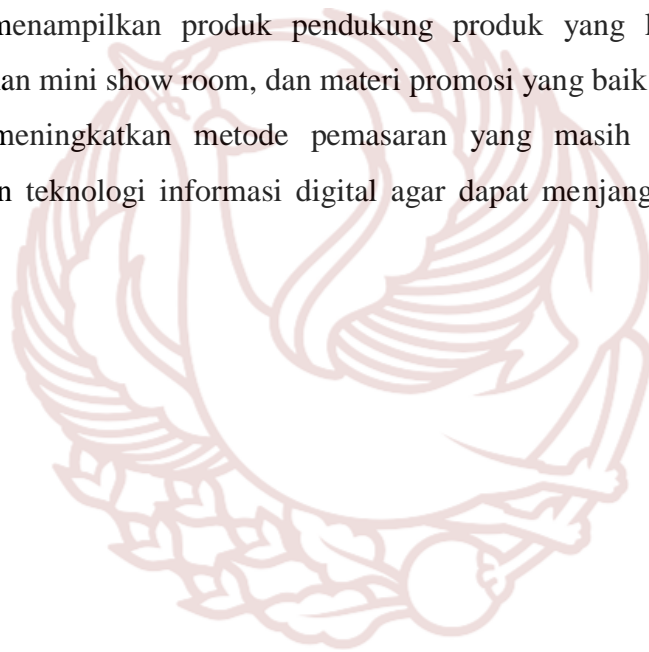 menampilkan produk pendukung produk yang
an mini show room, dan materi promosi yang baik
meningkatkan metode pemasaran yang masih
n teknologi informasi digital agar dapat menjang